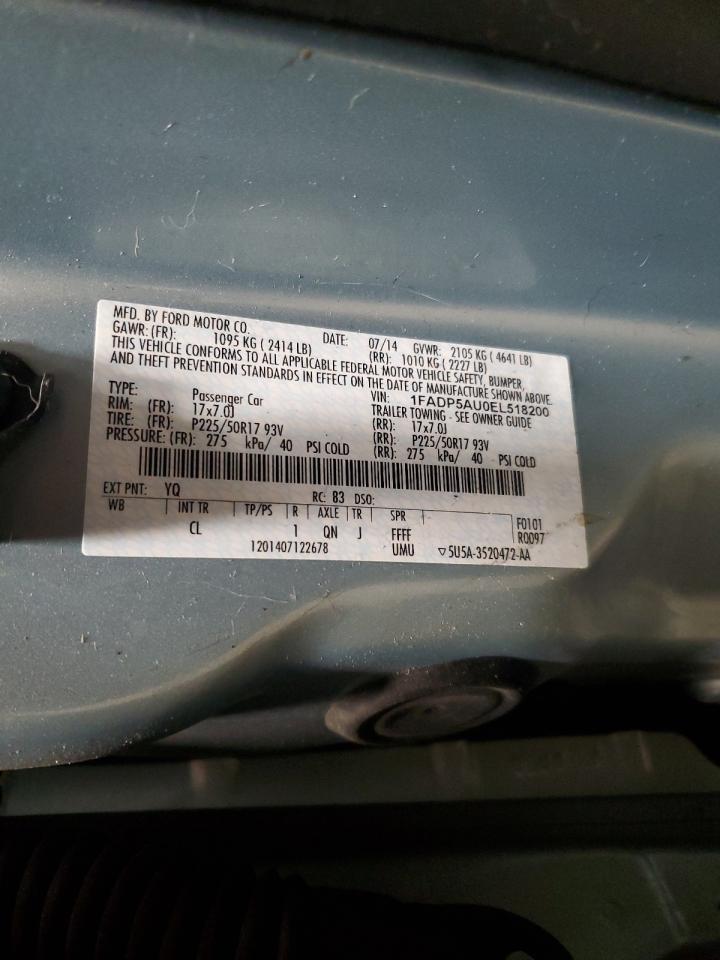 MFD. BY FORD MOTOR CO.
DATE: 07/14 GVWR: 2105 KG ( 4641 LB)
GAWR: (FR): 1095 KG ( 2414 LB) (RR): 1010 KG ( 2227 LB)
THIS VEHICLE CONFORMS TO ALL APPLICABLE FEDERAL MOTOR VEHICLE SAFETY, BUMPER,
AND THEFT PREVENTION STANDARDS IN EFFECT ON THE DATE OF MANUFACTURE SHOWN ABOVE.
VIN: 1FADP5AU0EL518200
TYPE: Passenger Car TRAILER TOWING - SEE OWNER GUIDE
RIM: (FR): 17x7.0J (RR): 17x7.0J
TIRE: (FR): P225/50R17 93V (RR): P225/50R17 93V
PRESSURE: (FR): 275 kPa/ 40 PSI COLD (RR): 275 kPa/ 40 PSI COLD
EXT PNT: YQ RC: 83 DSO:
WB INT TR TP/PS R AXLE TR SPR F0101
CL 1 QN J FFFF R0097
1201407122678 UMU ▽5U5A-3520472-AA